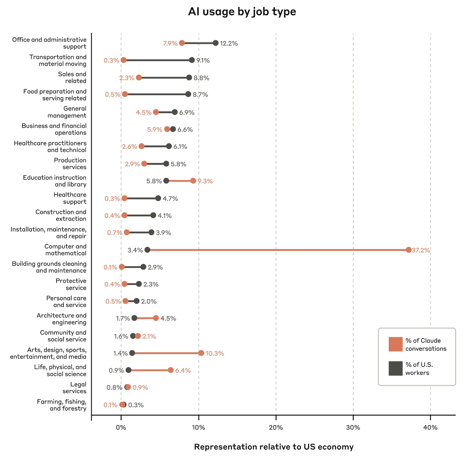 AI usage by job type
Office and administrative
support
7.9% 12.2%
Transportation and
material moving
0.3% 9.1%
Sales and
related
2.3% 8.8%
Food preparation and
serving related
0.5% 8.7%
General
management
4.5% 6.9%
Business and financial
operations
5.9% 6.6%
Healthcare practitioners
and technical
2.6% 6.1%
Production
services
2.9% 5.8%
Education instruction
and library
5.8% 9.3%
Healthcare
support
0.3% 4.7%
Construction and
extraction
0.4% 4.1%
Installation, maintenance,
and repair
0.7% 3.9%
Computer and
mathematical
3.4% 37.2%
Building grounds cleaning
and maintenance
0.1% 2.9%
Protective
service
0.4% 2.3%
Personal care
and service
0.5% 2.0%
Architecture and
engineering
1.7% 4.5%
Community and
social service
1.6% 2.1%
Arts, design, sports,
entertainment, and media
1.4% 10.3%
Life, physical, and
social science
0.9% 6.4%
Legal
services
0.8% 0.9%
Farming, fishing,
and forestry
0.1% 0.3%
% of Claude
conversations
% of U.S.
workers
0% 10% 20% 30% 40%
Representation relative to US economy